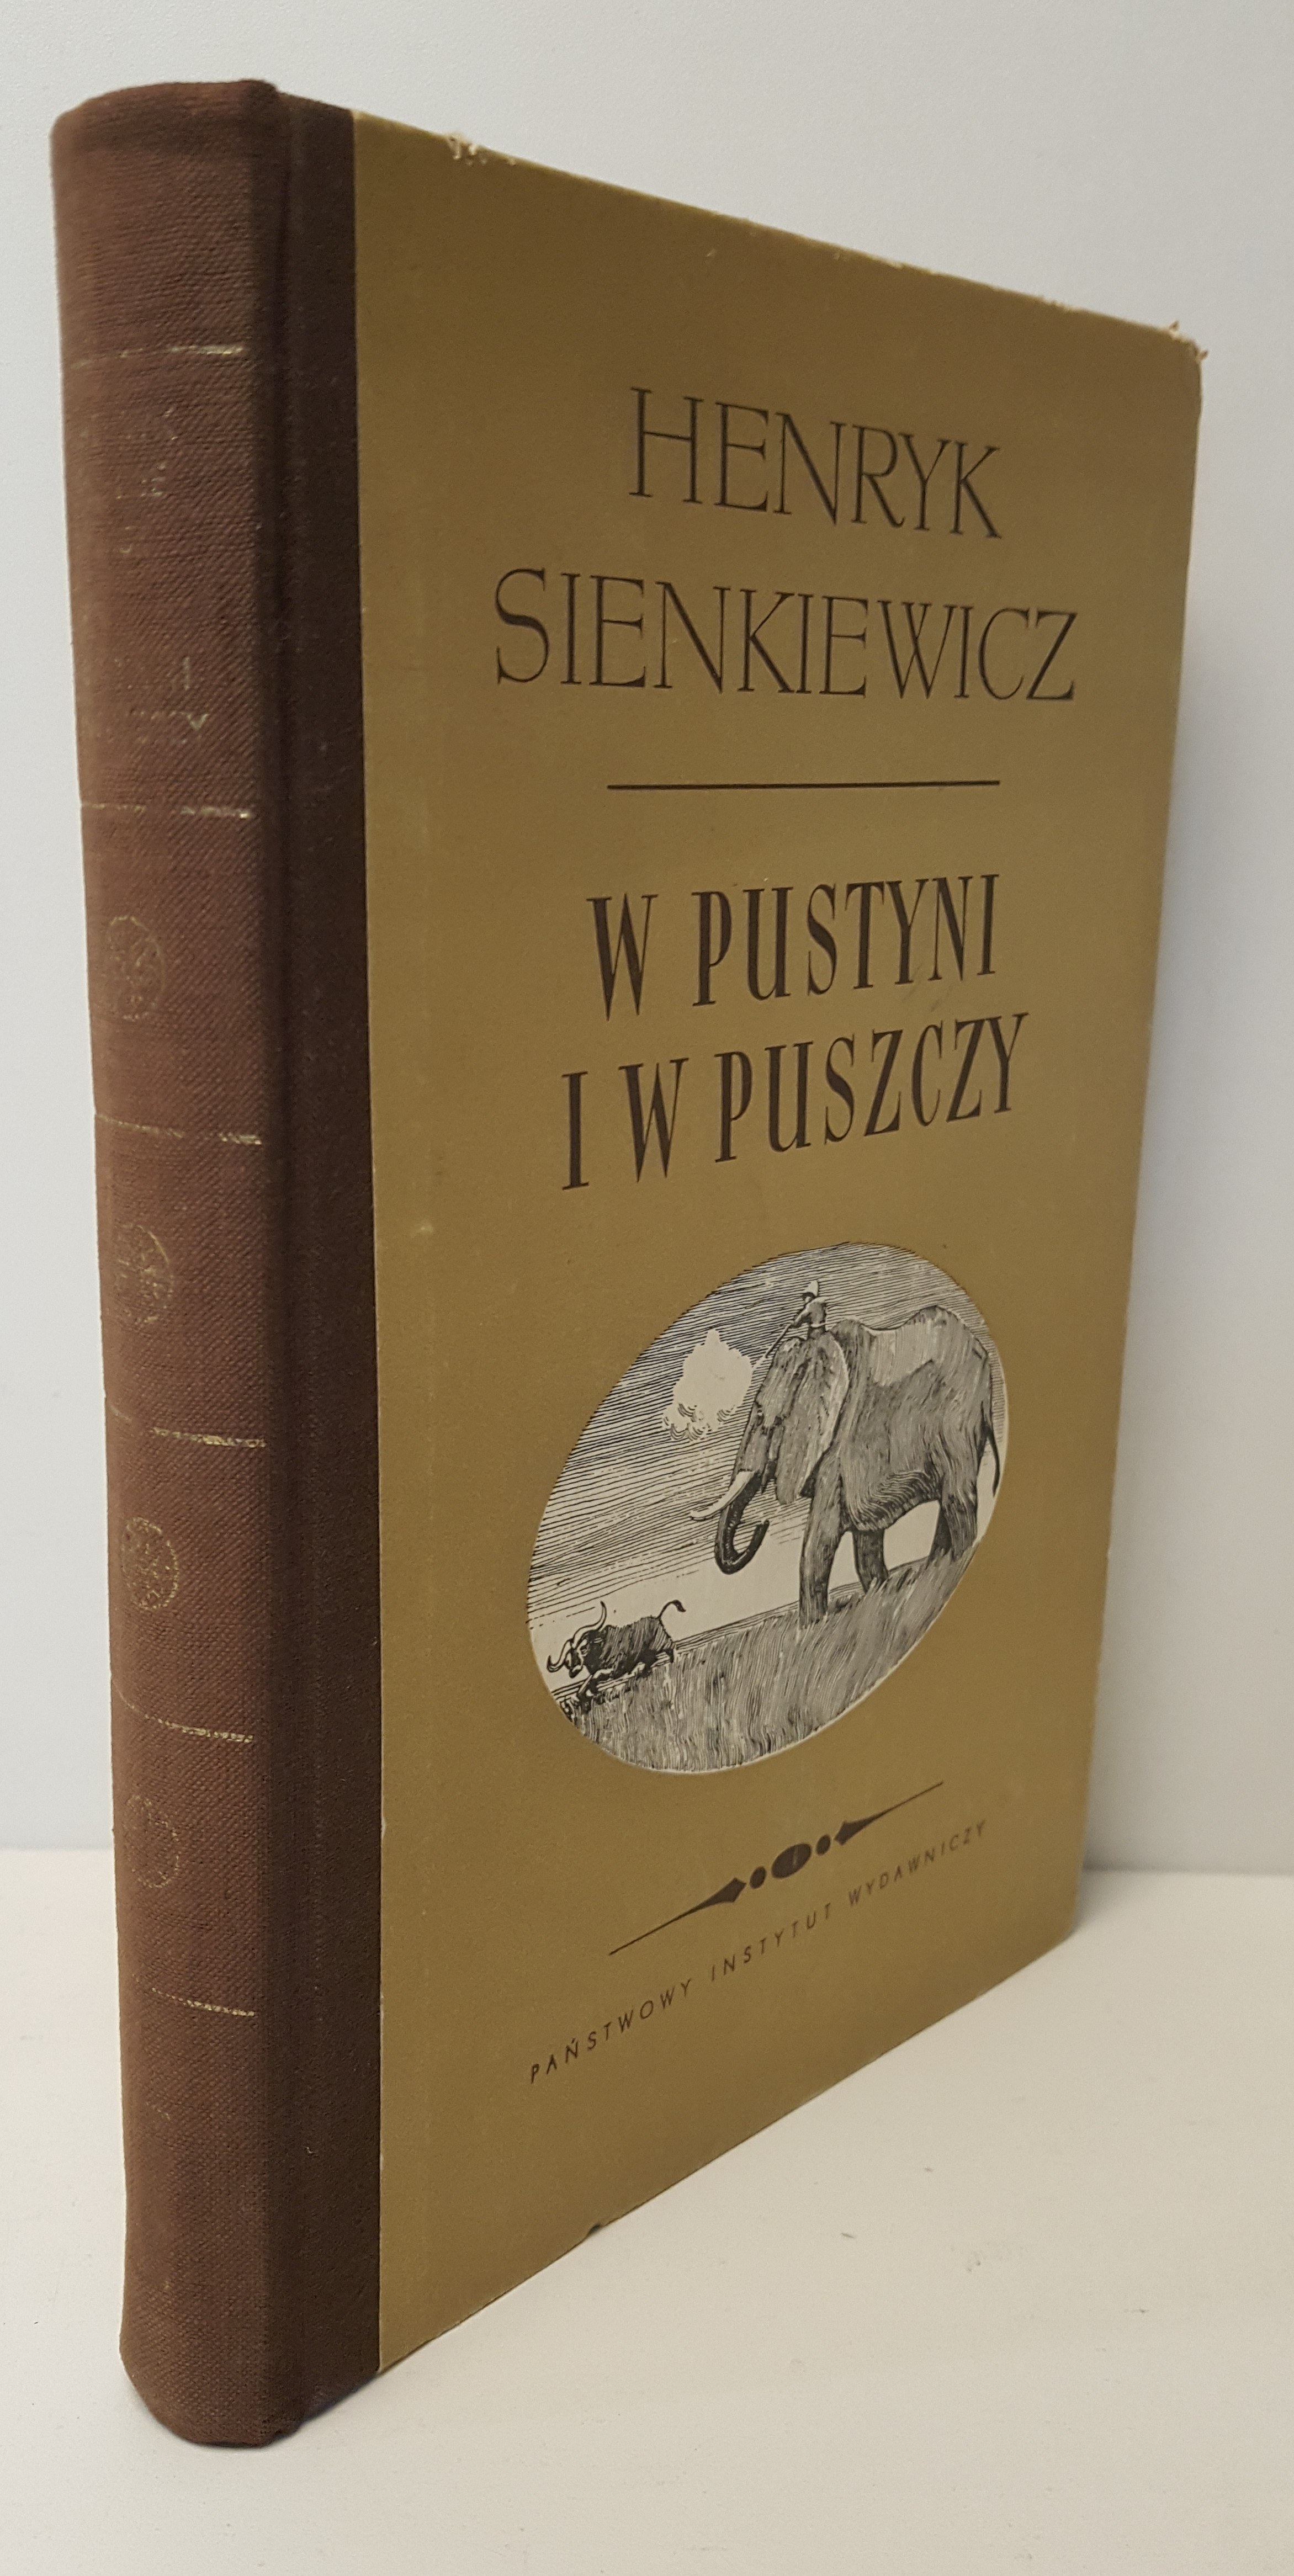 HENRYK
SIENKIEWICZ
W PUSTYNI
I W PUSZCZY
PAŃSTWOWY INSTYTUT WYDAWNICZY